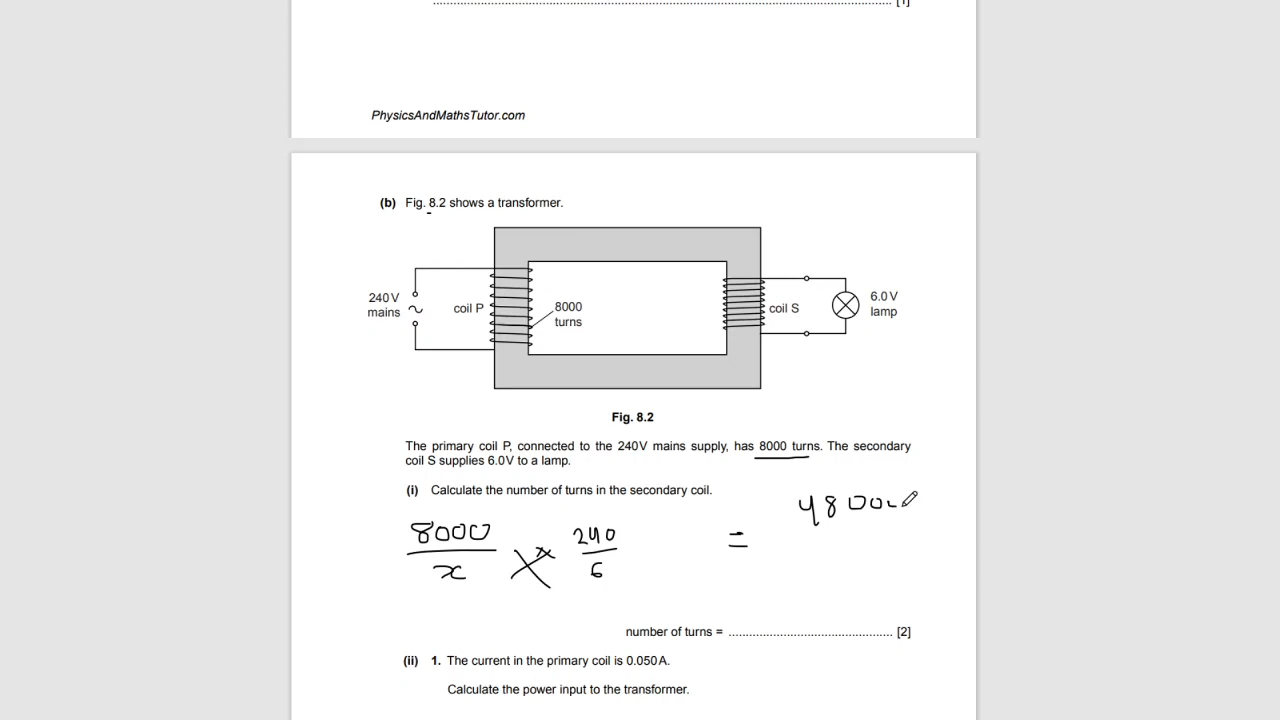 [1]
PhysicsAndMathsTutor.com
(b) Fig. 8.2 shows a transformer.
240 V
mains
coil P
8000
turns
coil S
6.0 V
lamp
Fig. 8.2
The primary coil P, connected to the 240V mains supply, has 8000 turns. The secondary
coil S supplies 6.0V to a lamp.
(i) Calculate the number of turns in the secondary coil.
8000
x
240
6
=
number of turns = ................................................ [2]
(ii) 1. The current in the primary coil is 0.050A.
Calculate the power input to the transformer.